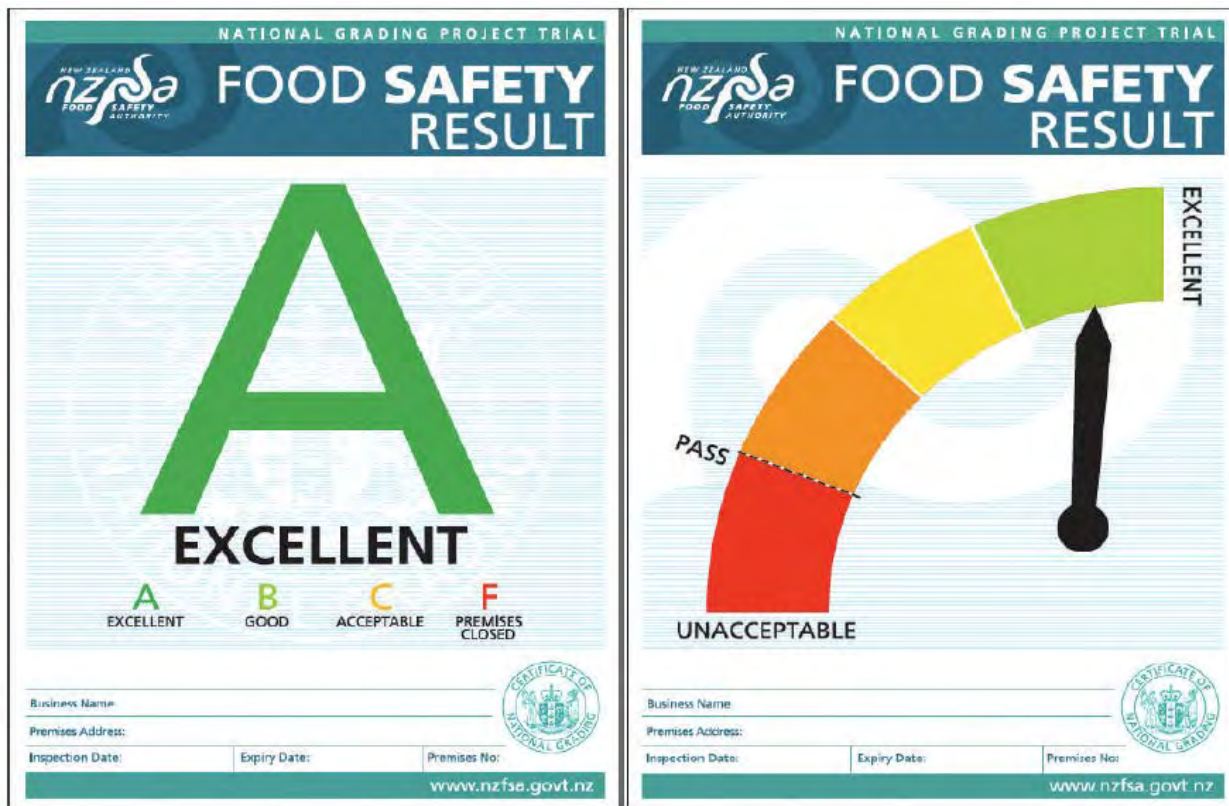 NATIONAL GRADING PROJECT TRIAL
NEW ZEALAND
nzfsa
FOOD SAFETY
AUTHORITY
FOOD SAFETY
RESULT
A
EXCELLENT
A B C F
EXCELLENT GOOD ACCEPTABLE PREMISES CLOSED
Business Name
Premises Address:
Inspection Date: Expiry Date: Premises No:
CERTIFICATE OF
NATIONAL GRADING
www.nzfsa.govt.nz
NATIONAL GRADING PROJECT TRIAL
NEW ZEALAND
nzfsa
FOOD SAFETY
AUTHORITY
FOOD SAFETY
RESULT
EXCELLENT
PASS
UNACCEPTABLE
Business Name
Premises Address:
Inspection Date: Expiry Date: Premises No:
CERTIFICATE OF
NATIONAL GRADING
www.nzfsa.govt.nz